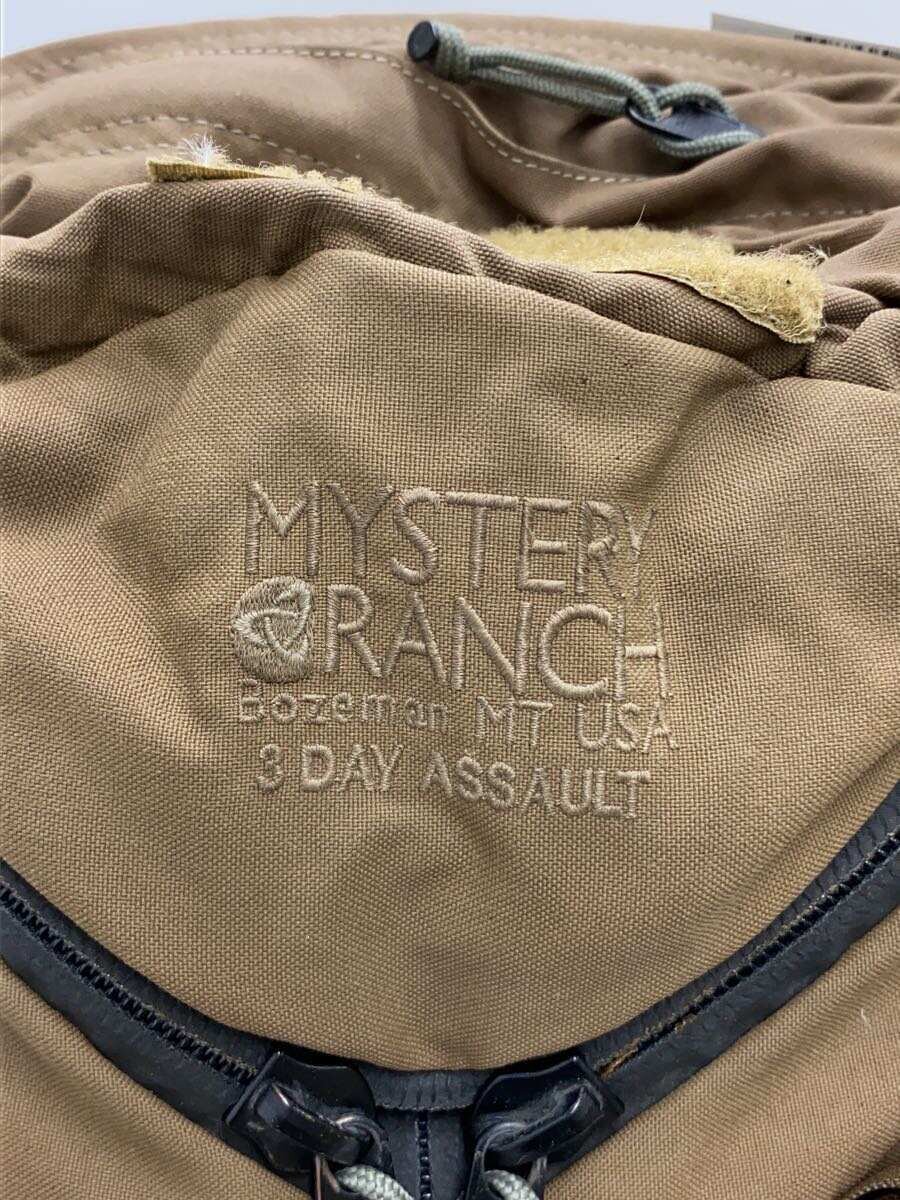 MYSTERY
RANCH
Bozeman MT USA
3 DAY ASSAULT